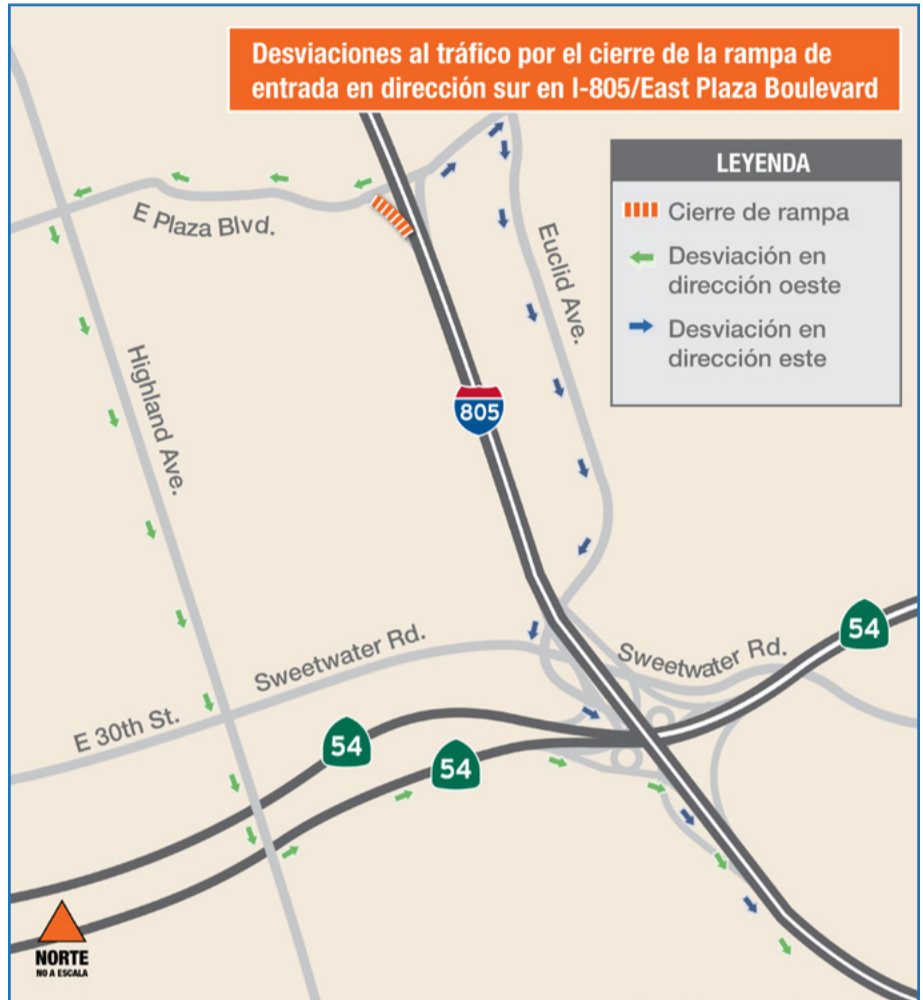 Desviaciones al tráfico por el cierre de la rampa de
entrada en dirección sur en I-805/East Plaza Boulevard
LEYENDA
Cierre de rampa
Desviación en
dirección oeste
Desviación en
dirección este
E Plaza Blvd.
Euclid Ave.
Highland Ave.
805
54
Sweetwater Rd.
Sweetwater Rd.
E 30th St.
54
54
NORTE
NO A ESCALA